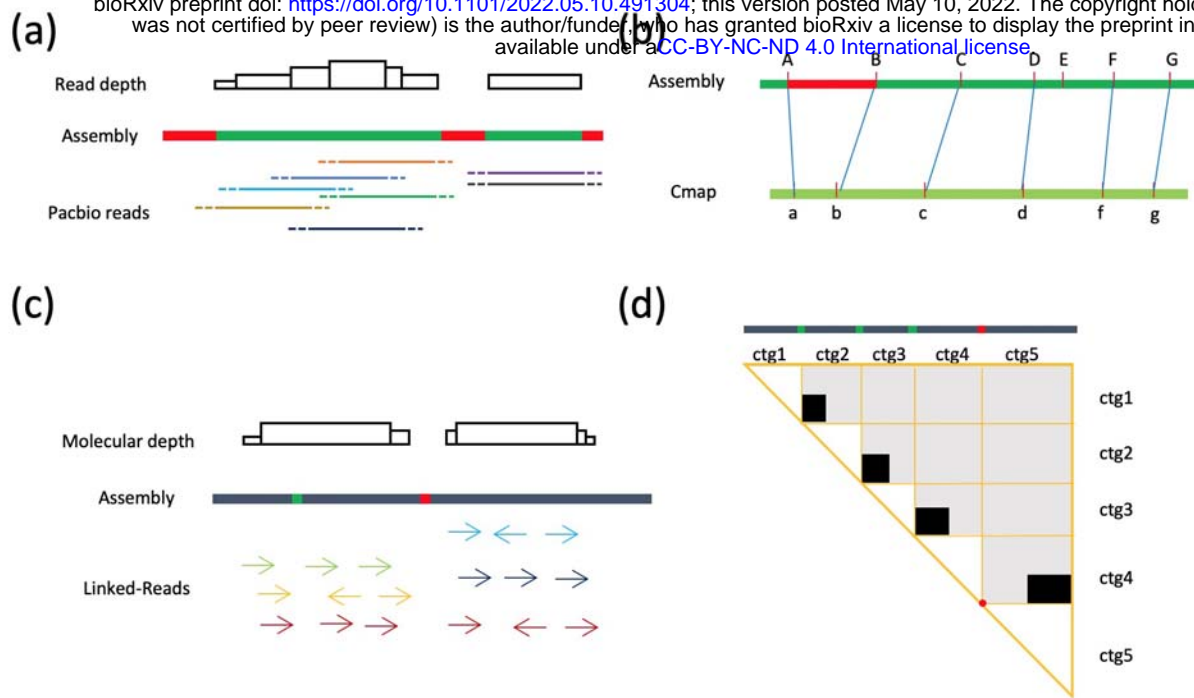 bioRxiv preprint doi: https://doi.org/10.1101/2022.05.10.491304; this version posted May 10, 2022. The copyright hol
was not certified by peer review) is the author/funder, who has granted bioRxiv a license to display the preprint in
available under aCC-BY-NC-ND 4.0 International license.
(a)
Read depth
Assembly
Pacbio reads
(b)
A B C D E F G
Assembly
Cmap
a b c d f g
(c)
Molecular depth
Assembly
Linked-Reads
(d)
ctg1 ctg2 ctg3 ctg4 ctg5
ctg1
ctg2
ctg3
ctg4
ctg5